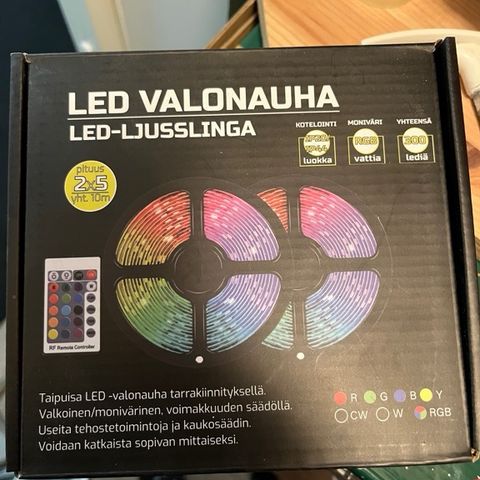 LED VALONAUHA
LED-LJUSSLINGA
KOTELOINTI
IP44
luokka
MONIVÄRI
RGB
vattia
YHTEENSÄ
300
lediä
pituus
2x5
yht. 10m
RF Remote Controller
Taipuisa LED -valonauha tarrakiinnityksellä.
Valkoinen/monivärinen, voimakkuuden säädöllä.
Useita tehostetoimintoja ja kaukosäädin.
Voidaan katkaista sopivan mittaiseksi.
R G B Y
CW W RGB